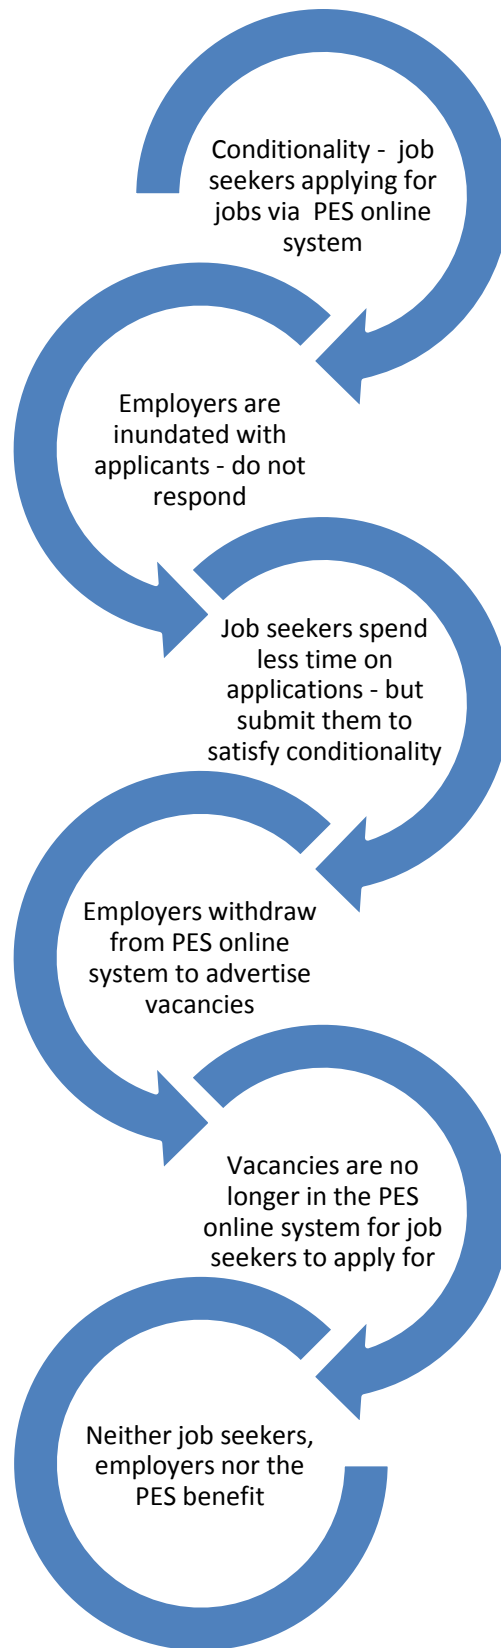 Conditionality - job
seekers applying for
jobs via PES online
system
Employers are
inundated with
applicants - do not
respond
Job seekers spend
less time on
applications - but
submit them to
satisfy conditionality
Employers withdraw
from PES online
system to advertise
vacancies
Vacancies are no
longer in the PES
online system for job
seekers to apply for
Neither job seekers,
employers nor the
PES benefit